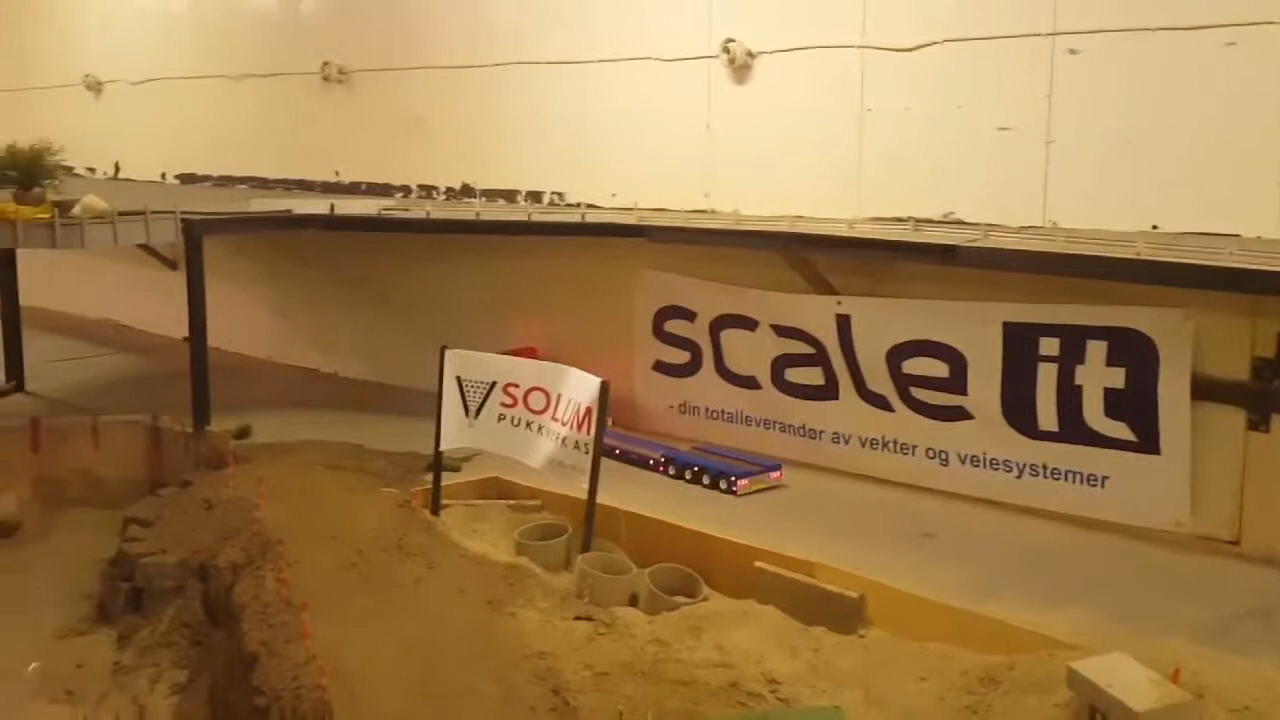 scale it
- din totalleverandør av vekter og veiesystemer
SOLUM
PUKKVERK AS